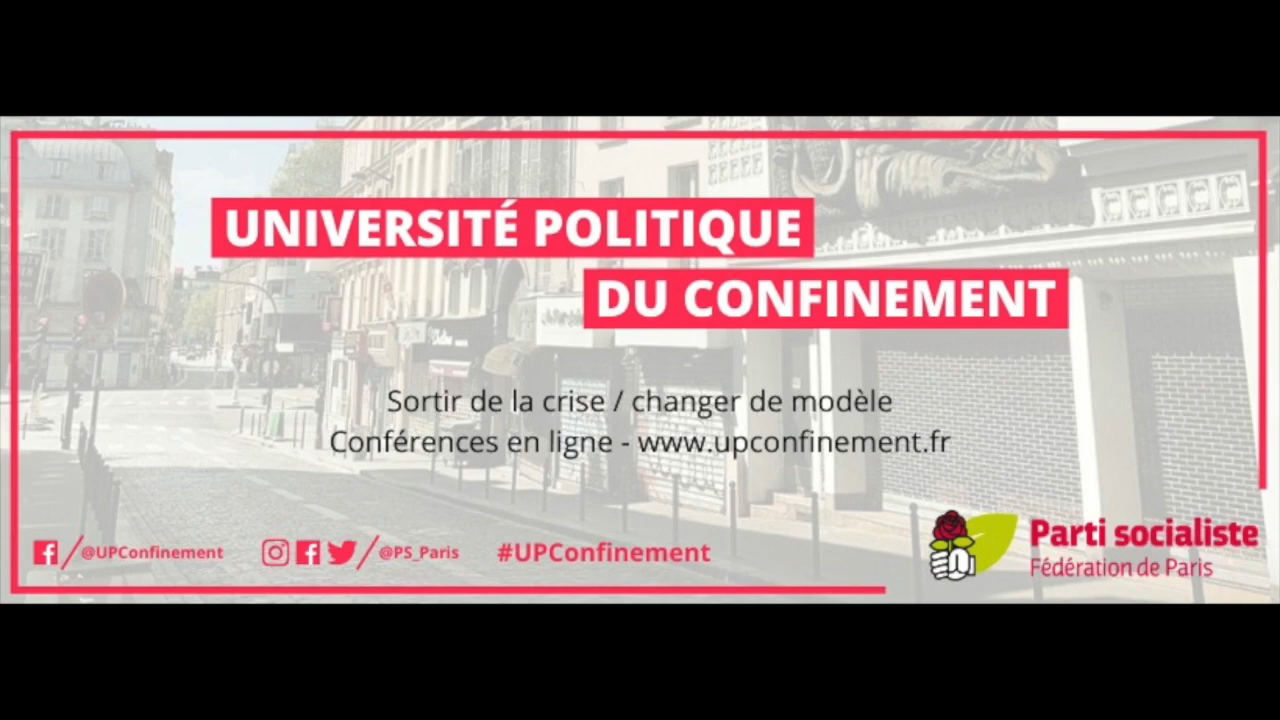 UNIVERSITÉ POLITIQUE
DU CONFINEMENT
Sortir de la crise / changer de modèle
Conférences en ligne - www.upconfinement.fr
@UPConfinement
@PS_Paris
#UPConfinement
Parti socialiste
Fédération de Paris